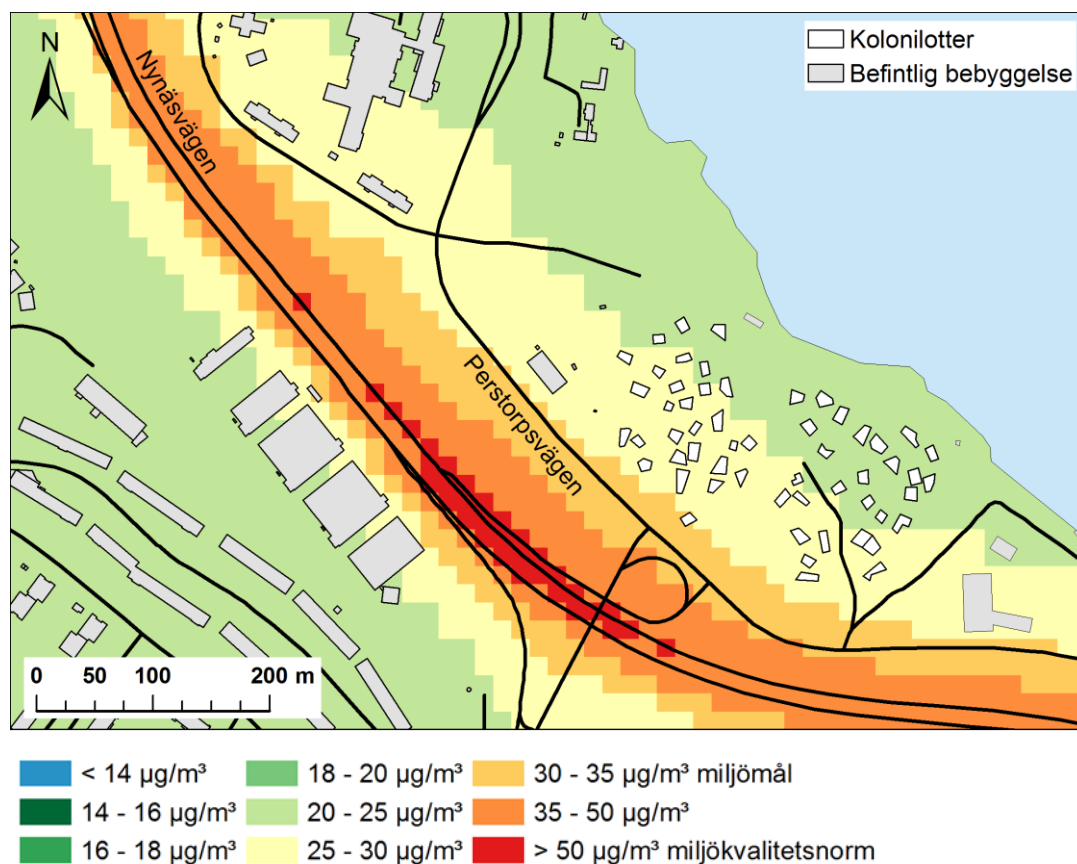 N
Kolonilotter
Befintlig bebyggelse
Nynäsvägen
Perstorpsvägen
0 50 100 200 m
< 14 µg/m³
14 - 16 µg/m³
16 - 18 µg/m³
18 - 20 µg/m³
20 - 25 µg/m³
25 - 30 µg/m³
30 - 35 µg/m³ miljömål
35 - 50 µg/m³
> 50 µg/m³ miljökvalitetsnorm